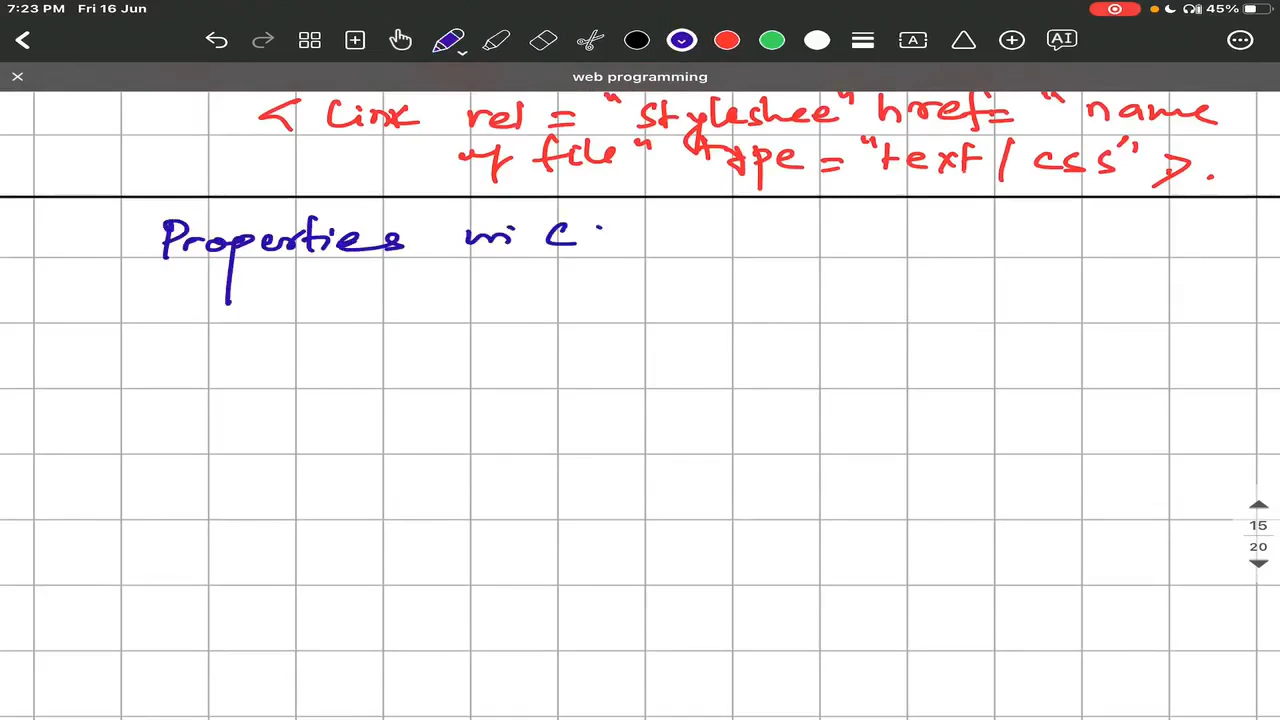 7:23 PM Fri 16 Jun 45%
A AI
web programming
< Link rel = "styleshee" href= "name
of file" type = "text / css" >.
Properties in C
15
20